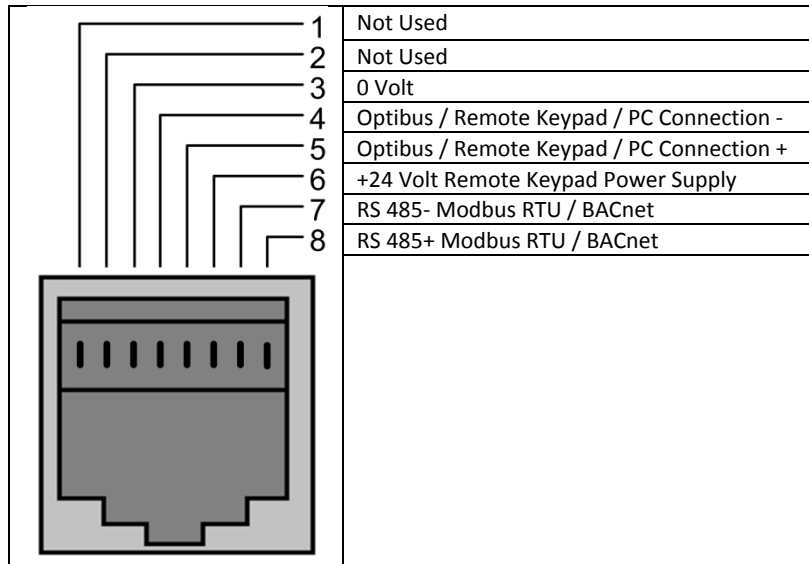 1 Not Used
2 Not Used
3 0 Volt
4 Optibus / Remote Keypad / PC Connection -
5 Optibus / Remote Keypad / PC Connection +
6 +24 Volt Remote Keypad Power Supply
7 RS 485- Modbus RTU / BACnet
8 RS 485+ Modbus RTU / BACnet